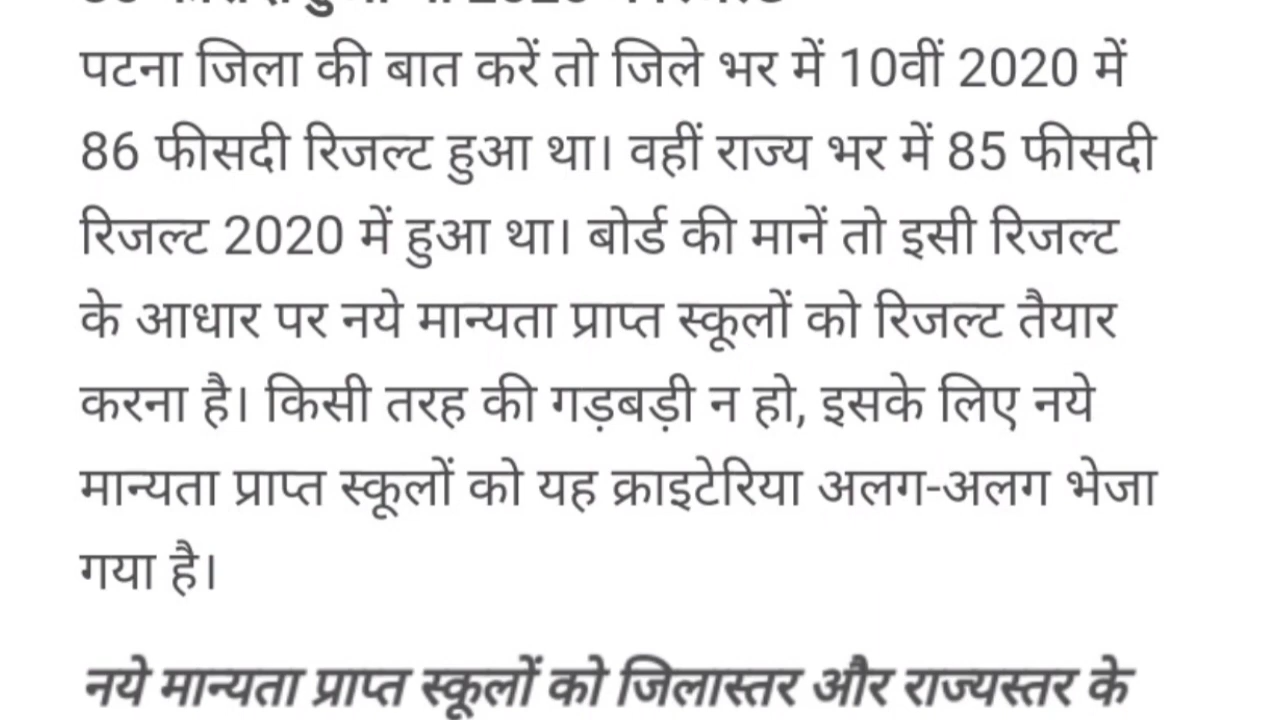 पटना जिला की बात करें तो जिले भर में 10वीं 2020 में
86 फीसदी रिजल्ट हुआ था। वहीं राज्य भर में 85 फीसदी
रिजल्ट 2020 में हुआ था। बोर्ड की मानें तो इसी रिजल्ट
के आधार पर नये मान्यता प्राप्त स्कूलों को रिजल्ट तैयार
करना है। किसी तरह की गड़बड़ी न हो, इसके लिए नये
मान्यता प्राप्त स्कूलों को यह क्राइटेरिया अलग-अलग भेजा
गया है।
नये मान्यता प्राप्त स्कूलों को जिलास्तर और राज्यस्तर के